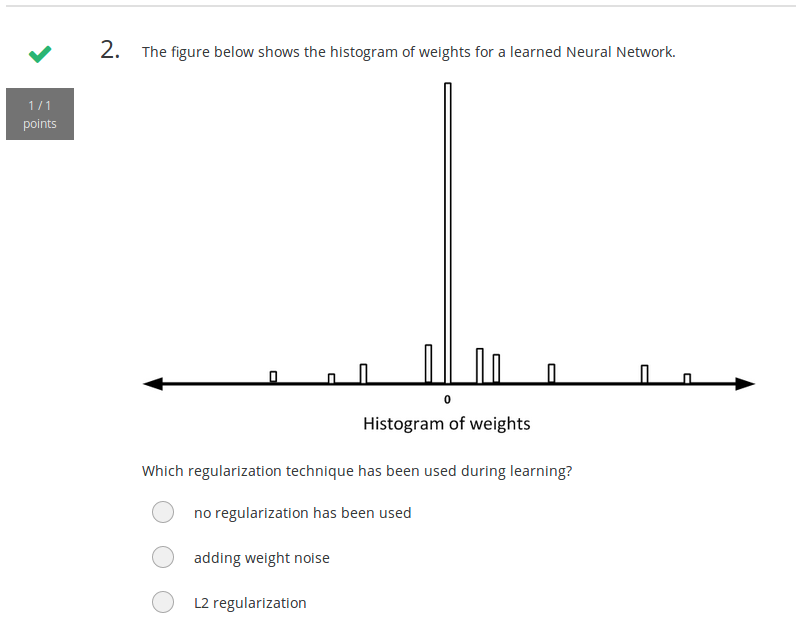 2. The figure below shows the histogram of weights for a learned Neural Network.
1 / 1
points
0
Histogram of weights
Which regularization technique has been used during learning?
no regularization has been used
adding weight noise
L2 regularization